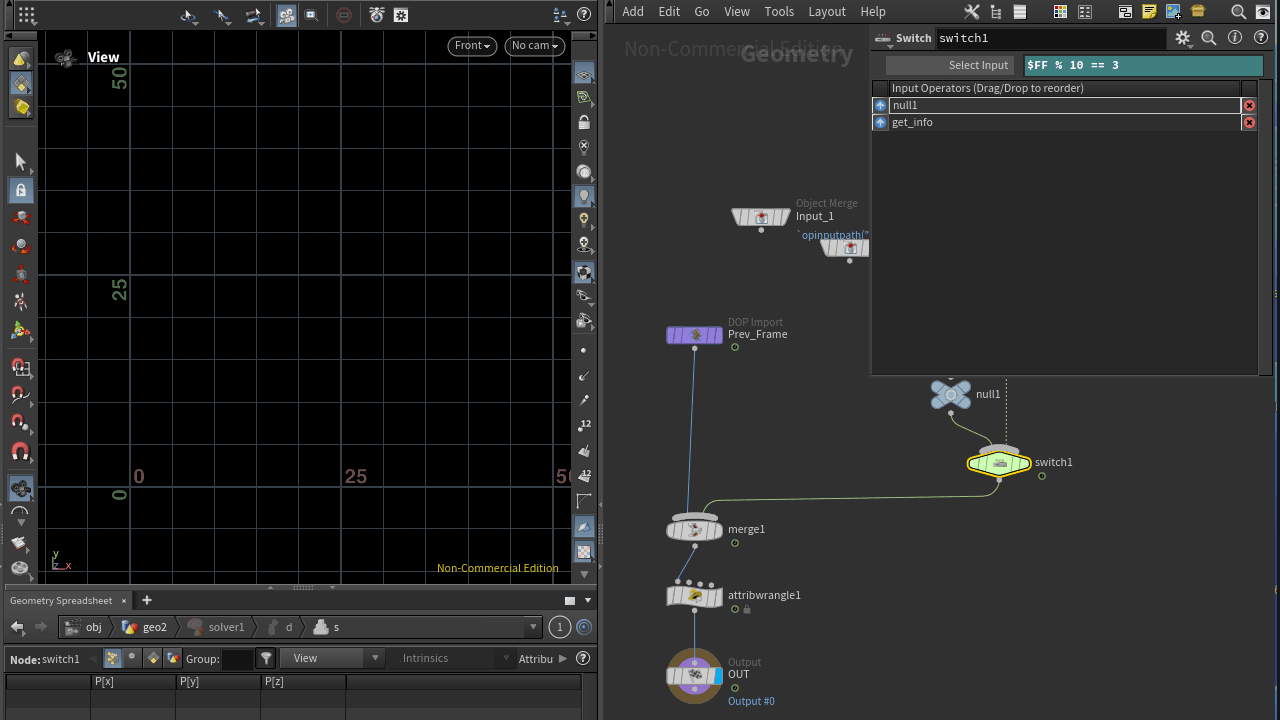 Add Edit Go View Tools Layout Help
View
Front
No cam
50
25
0
0
25
50
y
z x
Non-Commercial Edition
Non-Commercial Edition
Geometry
Switch switch1
Select Input $FF % 10 == 3
Input Operators (Drag/Drop to reorder)
null1
get_info
Object Merge
Input_1
`opinputpath("
DOP Import
Prev_Frame
null1
switch1
merge1
attribwrangle1
Output
OUT
Output #0
12
12
Geometry Spreadsheet × +
obj geo2 solver1 d s 1
Node: switch1 Group: View Intrinsics Attribu
P[x] P[y] P[z]